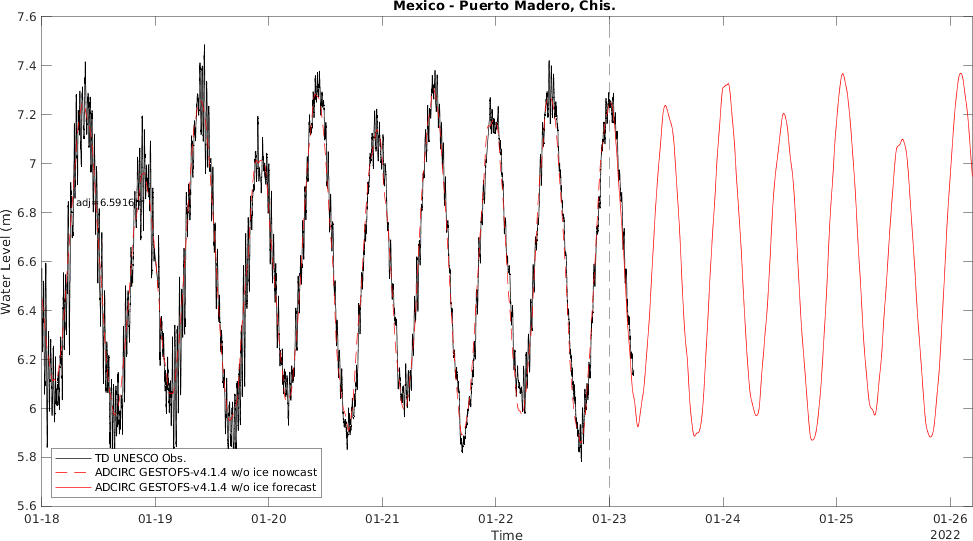 Mexico - Puerto Madero, Chis.
7.6
7.4
7.2
7
6.8
6.6
6.4
6.2
6
5.8
5.6
Water Level (m)
adj=6.5916
TD UNESCO Obs.
ADCIRC GESTOFS-v4.1.4 w/o ice nowcast
ADCIRC GESTOFS-v4.1.4 w/o ice forecast
01-18 01-19 01-20 01-21 01-22 01-23 01-24 01-25 01-26
Time
2022